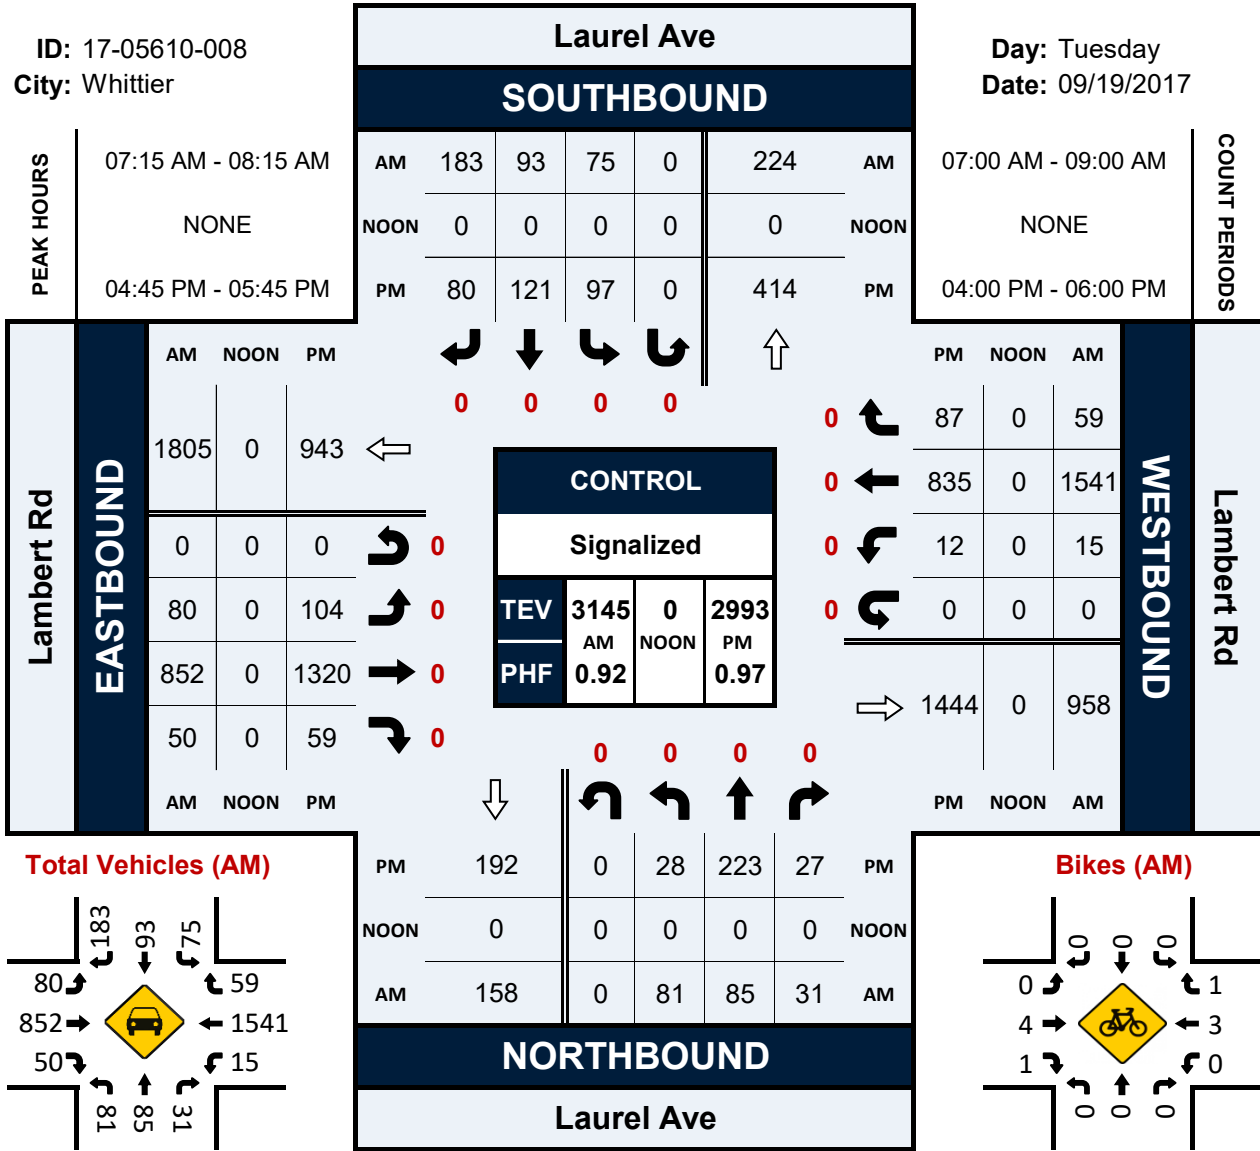 Laurel Ave
ID: 17-05610-008
Day: Tuesday
City: Whittier
SOUTHBOUND
Date: 09/19/2017
PEAK HOURS
07:15 AM - 08:15 AM
AM 183 93 75 0 224 AM
07:00 AM - 09:00 AM
COUNT PERIODS
NONE
NOON 0 0 0 0 0 NOON
NONE
04:45 PM - 05:45 PM
PM 80 121 97 0 414 PM
04:00 PM - 06:00 PM
0 0 0 0
Lambert Rd
EASTBOUND
AM NOON PM
1805 0 943
0 0 0 0
80 0 104 0
852 0 1320 0
50 0 59 0
AM NOON PM
CONTROL
Signalized
TEV 3145 0 2993
AM NOON PM
PHF 0.92 0.97
PM NOON AM
0 87 0 59
0 835 0 1541
0 12 0 15
0 0 0 0
1444 0 958
PM NOON AM
WESTBOUND
Lambert Rd
0 0 0 0
PM 192 0 28 223 27 PM
NOON 0 0 0 0 0 NOON
AM 158 0 81 85 31 AM
NORTHBOUND
Laurel Ave
Total Vehicles (AM)
183 93 75
80 59
852 1541
50 15
81 85 31
Bikes (AM)
0 0 0
0 1
4 3
1 0
0 0 0